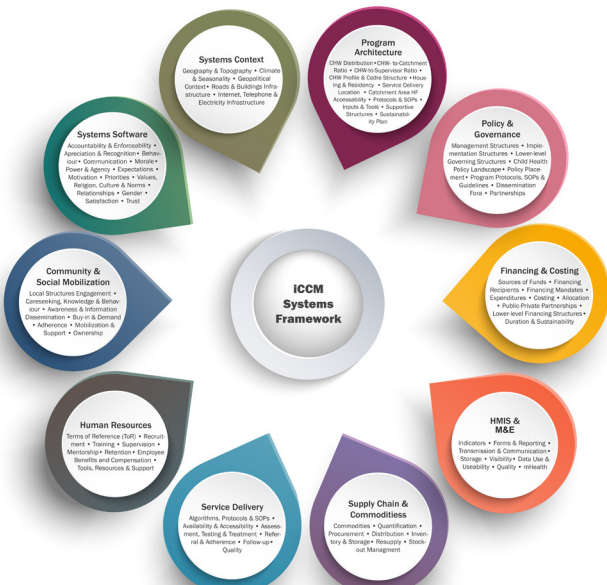 Systems Context
Geography & Topography • Climate
& Seasonality • Geopolitical
Context• Roads & Buildings Infra-
structure • Internet, Telephone &
Electricity Infrastructure
Program
Architecture
CHW Distribution•CHW- to-Catchment
Ratio • CHW-to-Supervisor Ratio •
CHW Profile & Cadre Structure •Hous-
ing & Residency • Service Delivery
Location • Catchment Area HF
Accessability • Protocols & SOPs •
Inputs & Tools • Supportive
Structures • Sustainabil-
ity Plan
Policy &
Governance
Management Structures • Imple-
mentation Structures • Lower-level
Governing Structures • Child Health
Policy Landscape• Policy Place-
ment• Program Protocols, SOPs &
Guidelines • Dissemination
Fora • Partnerships
Financing & Costing
Sources of Funds • Financing
Recipients • Financing Mandates •
Expenditures • Costing • Allocation
• Public-Private Partnerships •
Lower-level Financing Structures•
Duration & Sustainability
HMIS &
M&E
Indicators • Forms & Reporting •
Transmission & Communication•
Storage • Visibility• Data Use &
Useability • Quality • mHealth
Supply Chain &
Commoditiess
Commodities • Quantification •
Procurement • Distribution • Inven-
tory & Storage• Resupply • Stock-
out Managment
Service Delivery
Algorithms, Protocols & SOPs •
Availability & Accessibility • Assess-
ment, Testing & Treatment • Refer-
ral & Adherence • Follow-up•
Quality
Human Resources
Terms of Reference (ToR) • Recruit-
ment • Training • Supervision •
Mentorship• Retention• Employee
Benefits and Compensation •
Tools, Resources & Support
Community &
Social Mobilization
Local Structures Engagement •
Careseeking, Knowledge & Behav-
iour • Awareness & Information
Dissemination • Buy-in & Demand
• Adherence • Mobilization &
Support • Ownership
Systems Software
Accountability & Enforceability •
Apreciation & Recognition• Behav-
iour • Communication • Morale•
Power & Agency • Expectations •
Motivation • Priorities • Values,
Religion, Culture & Norms •
Relationships • Gender •
Satisfaction • Trust
iCCM
Systems
Framework